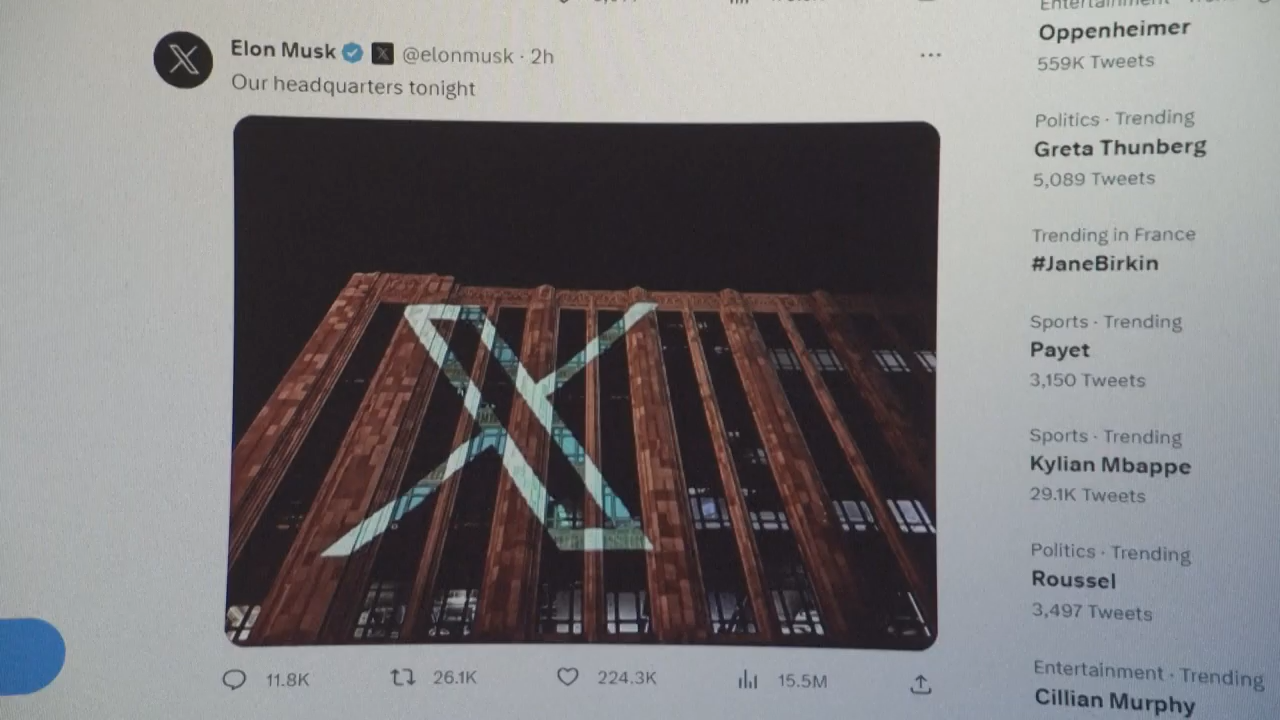 Elon Musk @elonmusk · 2h
Our headquarters tonight
11.8K 26.1K 224.3K 15.5M
Entertainment · Trending
Oppenheimer
559K Tweets
Politics · Trending
Greta Thunberg
5,089 Tweets
Trending in France
#JaneBirkin
Sports · Trending
Payet
3,150 Tweets
Sports · Trending
Kylian Mbappe
29.1K Tweets
Politics · Trending
Roussel
3,497 Tweets
Entertainment · Trending
Cillian Murphy